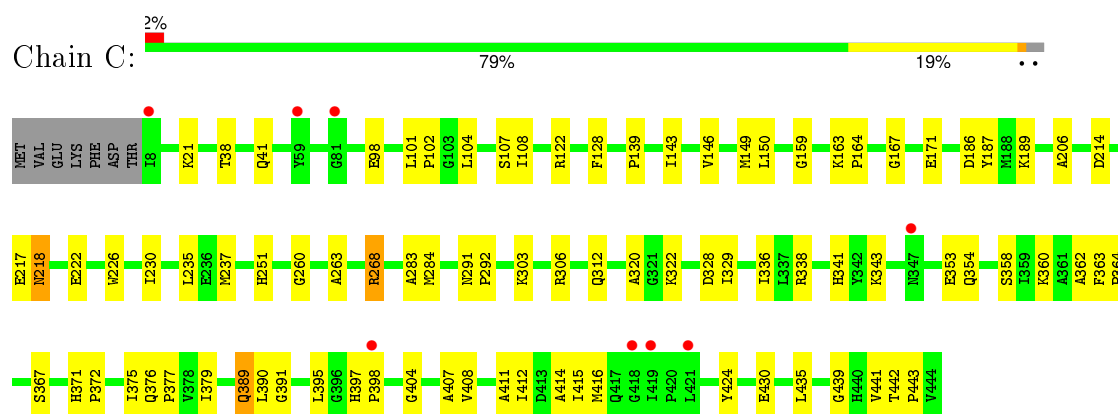 2%
Chain C:
79% 19% • •
MET VAL GLU LYS PHE ASP THR I8 K21 T38 Q41 Y59 G81 E98 L101 P102 G103 L104 S107 I108 R122 F128 P139 I143 V146 M149 L150 G159 K163 P164 G167 E171 D186 Y187 M188 K189 A206 D214
E217 N218 E222 W226 I230 L235 E236 M237 H251 G260 A263 R268 A283 M284 N291 P292 K303 R306 Q312 A320 G321 K322 D328 I329 I336 L337 R338 H341 Y342 K343 N347 E353 Q354 S358 I359 K360 A361 A362 F363
S367 H371 P372 I375 Q376 P377 V378 I379 Q389 L390 G391 L395 G396 H397 P398 G404 A407 V408 A411 I412 D413 A414 I415 M416 Q417 G418 I419 P420 L421 Y424 E430 L435 G439 H440 V441 T442 P443 V444